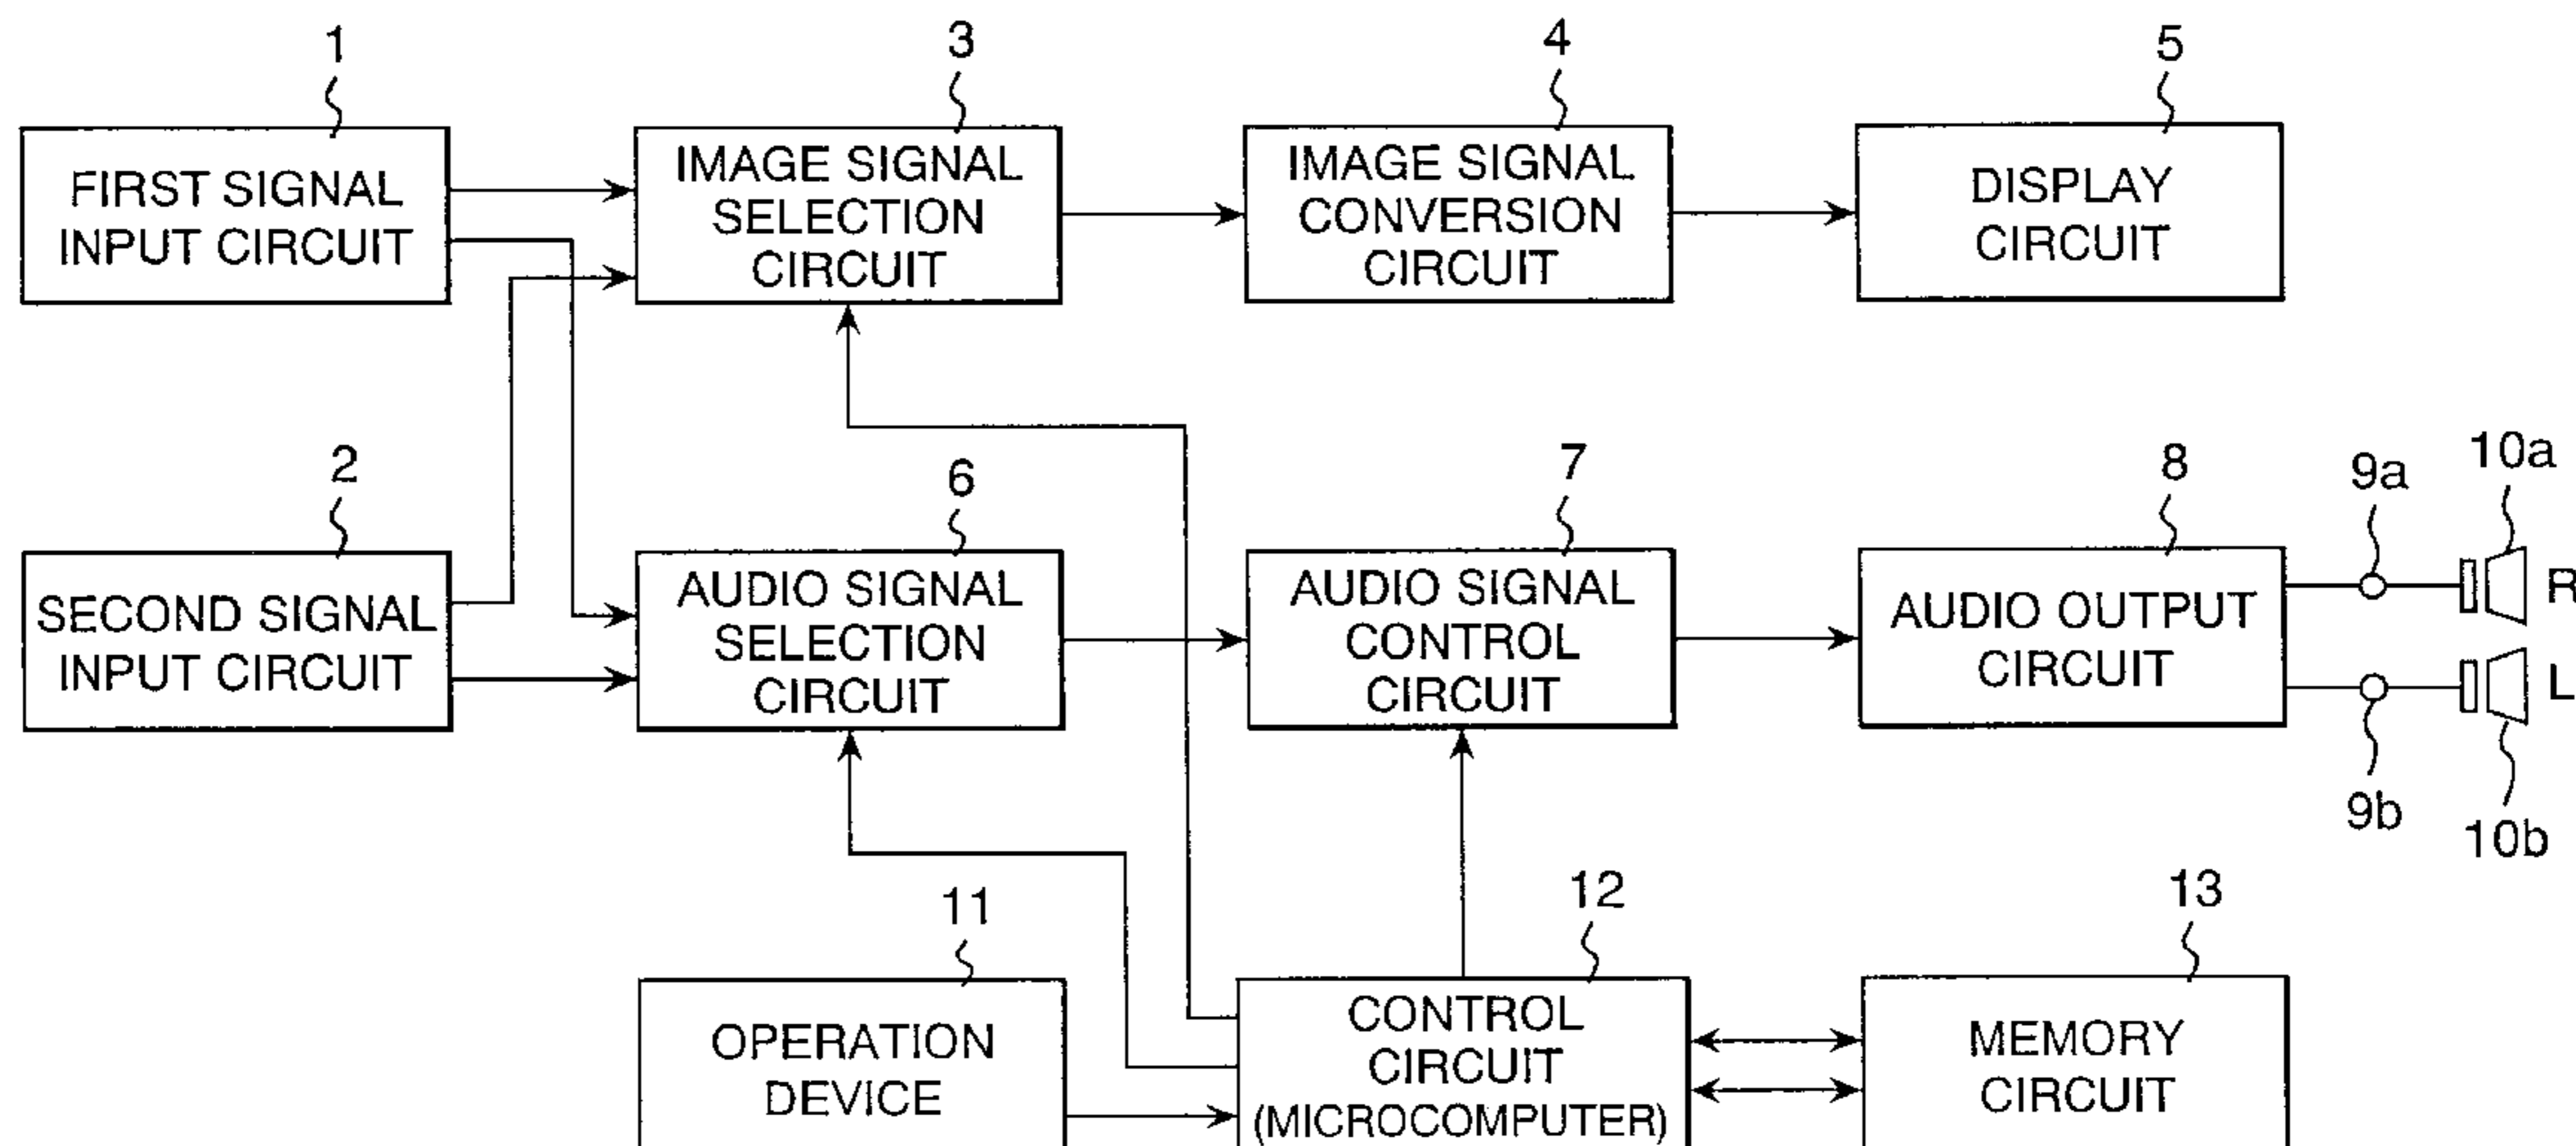 1
3
4
5
FIRST SIGNAL
INPUT CIRCUIT
IMAGE SIGNAL
SELECTION
CIRCUIT
IMAGE SIGNAL
CONVERSION
CIRCUIT
DISPLAY
CIRCUIT
2
6
7
8
9a
10a
SECOND SIGNAL
INPUT CIRCUIT
AUDIO SIGNAL
SELECTION
CIRCUIT
AUDIO SIGNAL
CONTROL
CIRCUIT
AUDIO OUTPUT
CIRCUIT
R
L
9b
10b
11
12
13
OPERATION
DEVICE
CONTROL
CIRCUIT
(MICROCOMPUTER)
MEMORY
CIRCUIT